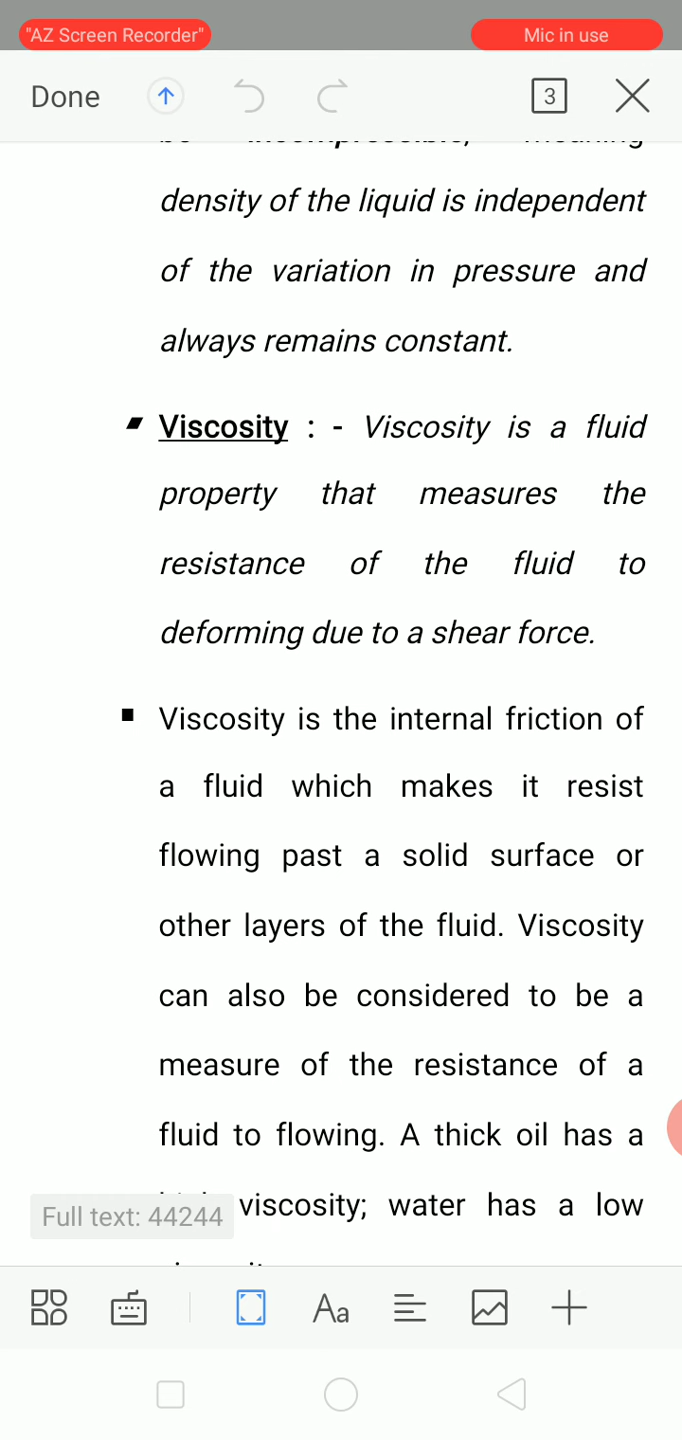 "AZ Screen Recorder"
Mic in use
Done
3
density of the liquid is independent
of the variation in pressure and
always remains constant.
Viscosity : - Viscosity is a fluid
property that measures the
resistance of the fluid to
deforming due to a shear force.
Viscosity is the internal friction of
a fluid which makes it resist
flowing past a solid surface or
other layers of the fluid. Viscosity
can also be considered to be a
measure of the resistance of a
fluid to flowing. A thick oil has a
viscosity; water has a low
Full text: 44244
Aa